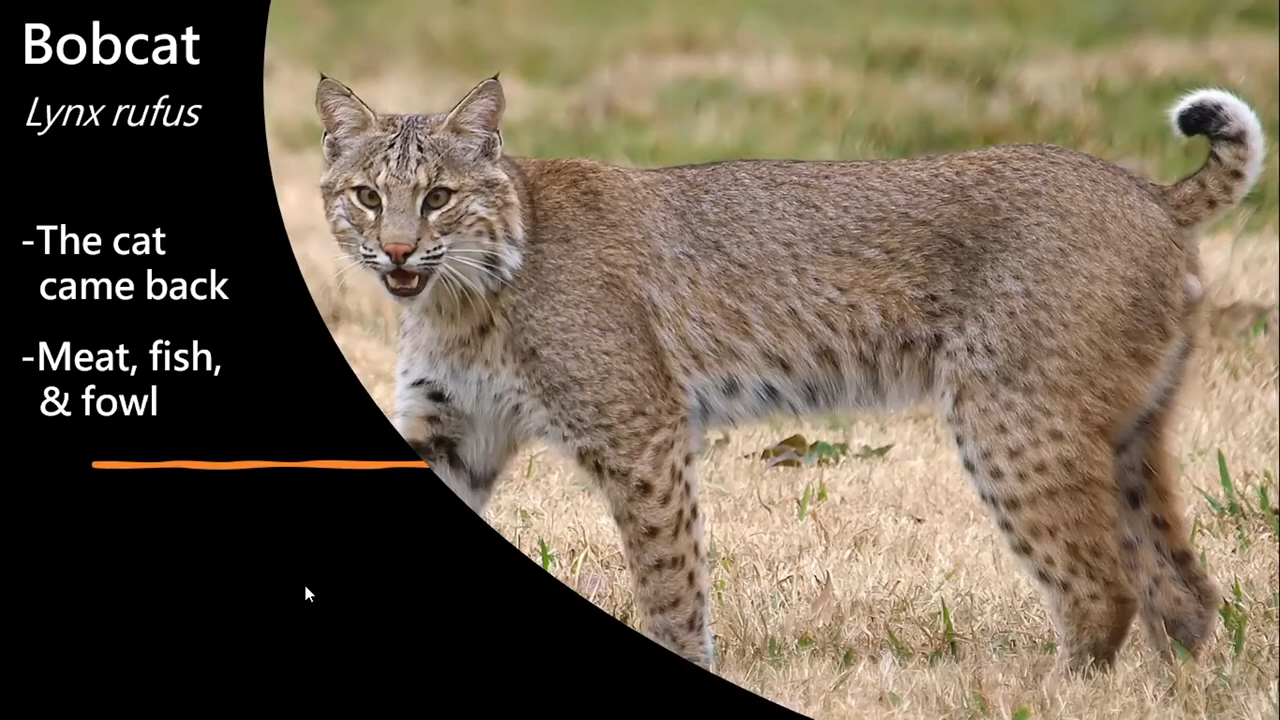 Bobcat
Lynx rufus
-The cat
came back
-Meat, fish,
& fowl